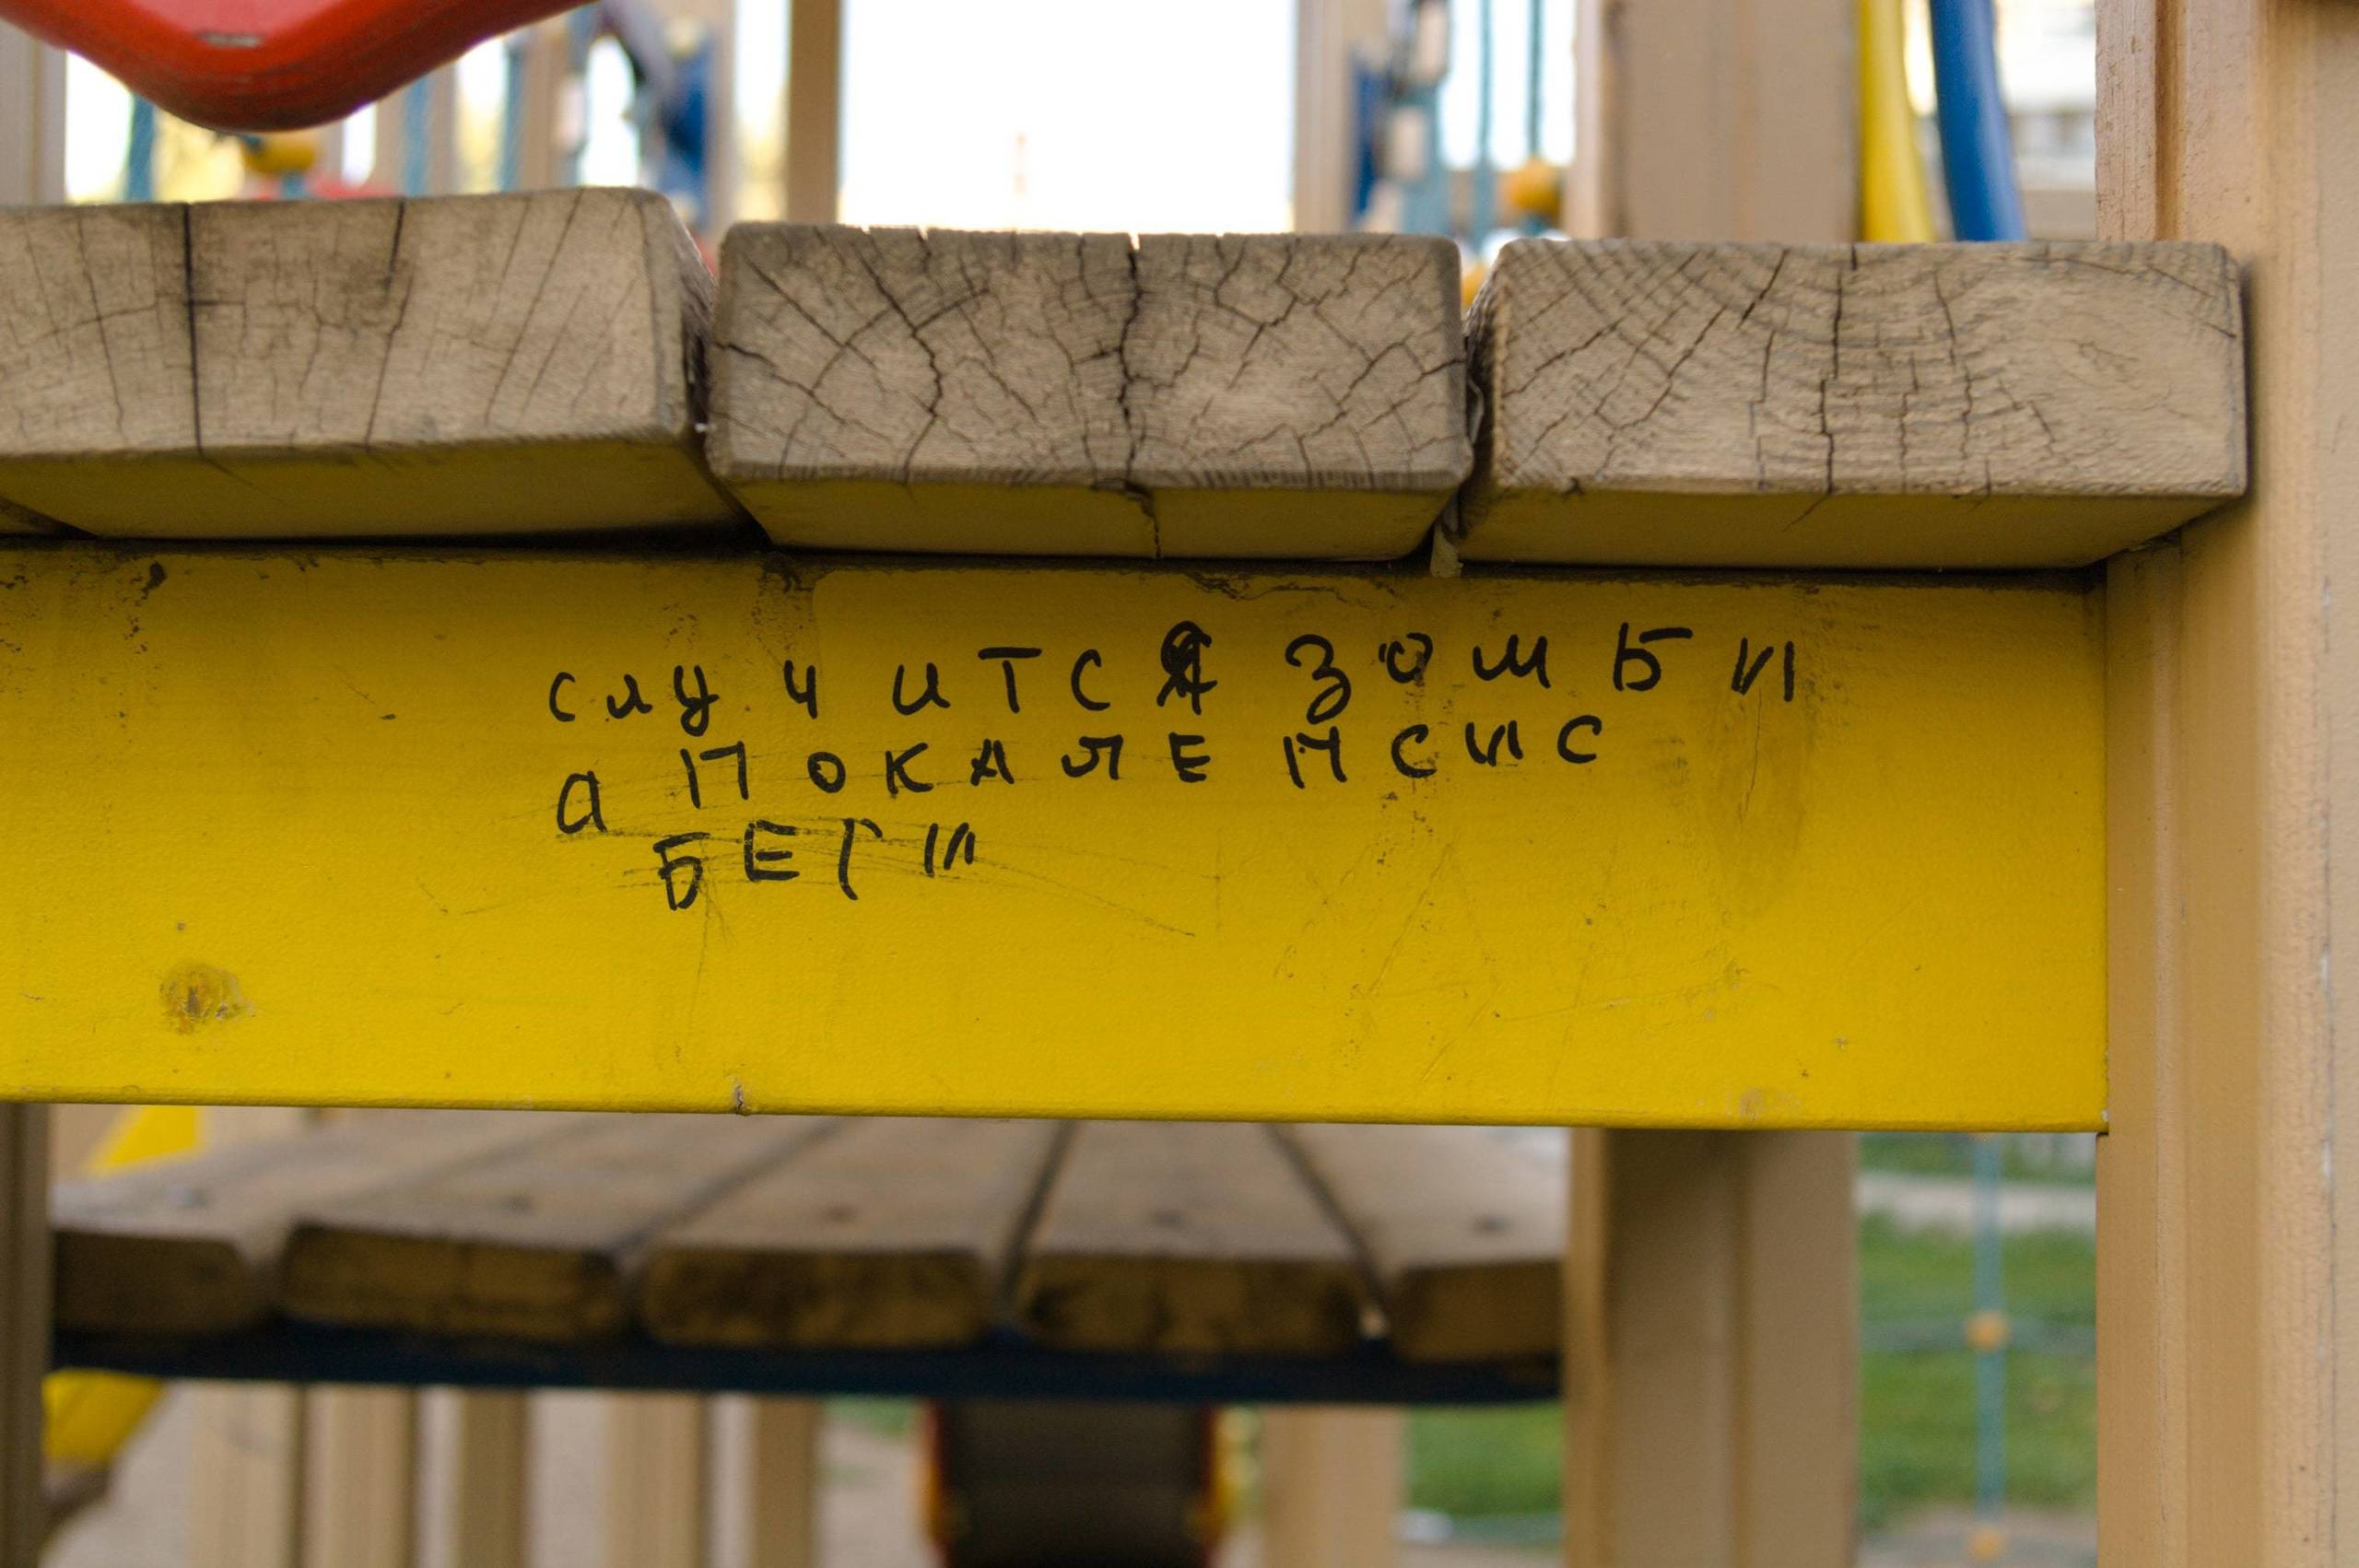 случится зомби
апокалепсис
беги